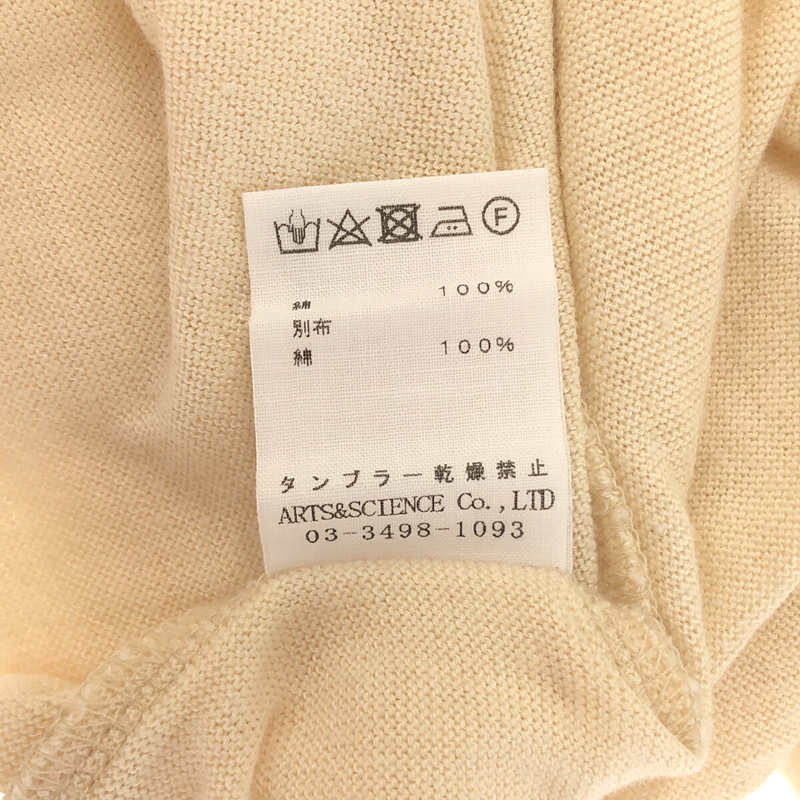 F
綿 100%
別布
綿 100%
タンブラー乾燥禁止
ARTS&SCIENCE Co.,LTD
03-3498-1093